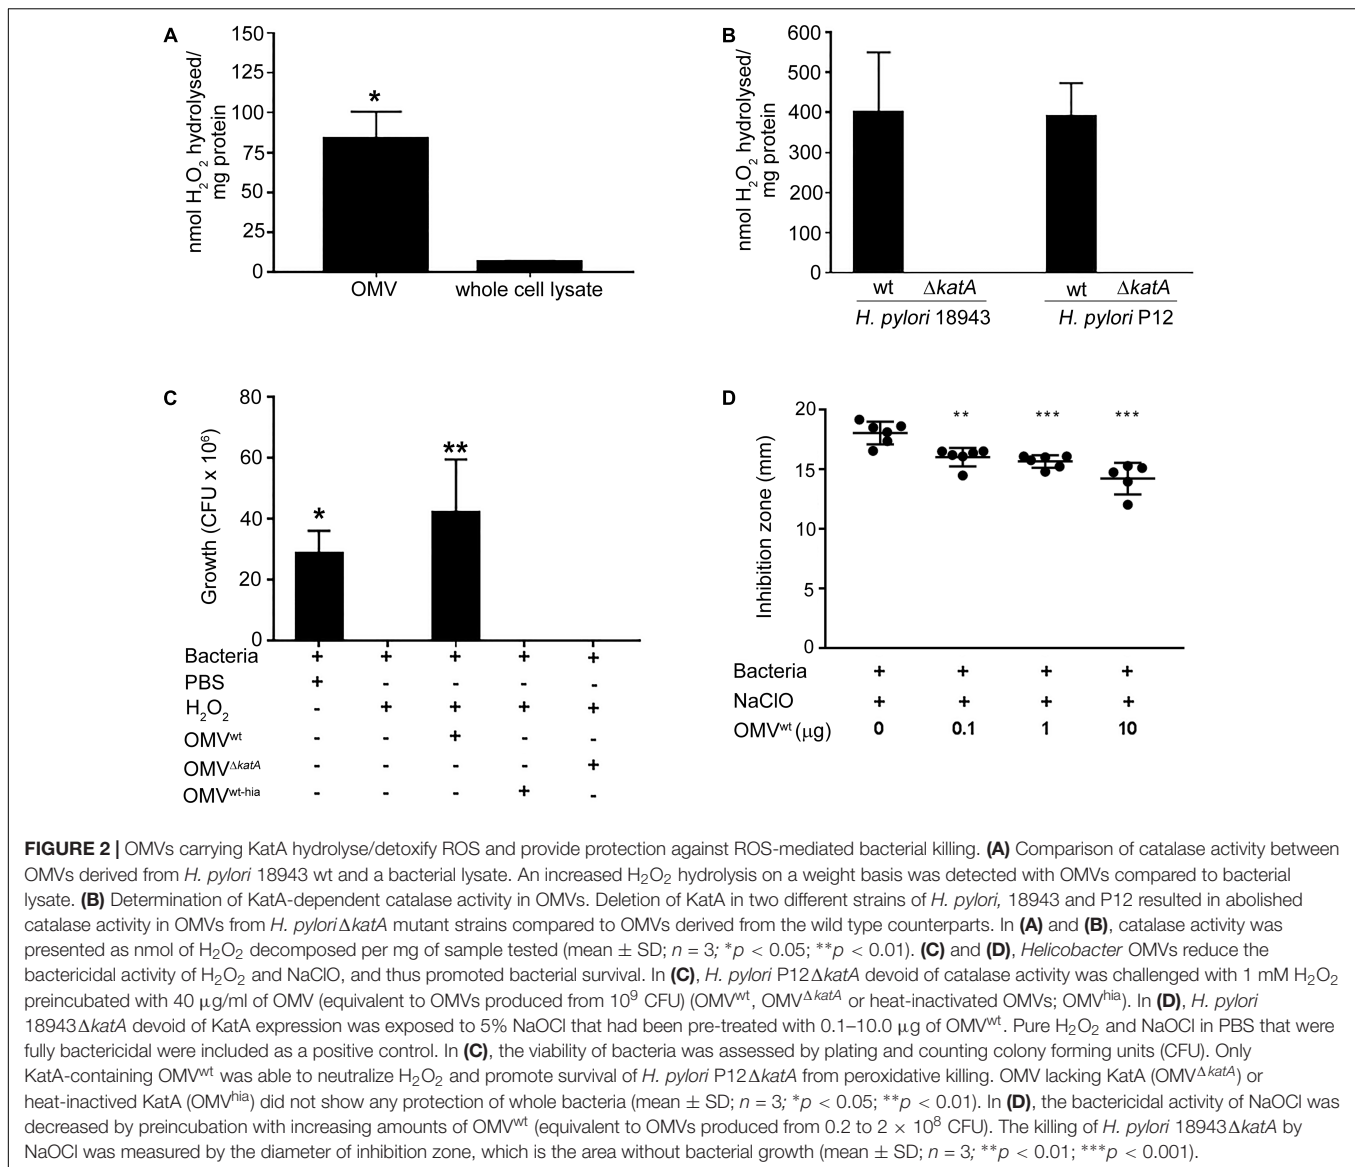 A
nmol H₂O₂ hydrolysed/
mg protein
150
125
100
75
50
25
0
*
OMV whole cell lysate
B
nmol H₂O₂ hydrolysed/
mg protein
600
500
400
300
200
100
0
wt ΔkatA wt ΔkatA
H. pylori 18943 H. pylori P12
C
Growth (CFU x 10⁶)
80
60
40
20
0
* **
Bacteria + + + + +
PBS + - - - -
H₂O₂ - + + + +
OMVʷᵗ - - + - -
OMV^ΔkatA - - - - +
OMV^wt-hia - - - + -
D
Inhibition zone (mm)
20
15
10
5
0
** *** ***
Bacteria + + + +
NaClO + + + +
OMVʷᵗ (μg) 0 0.1 1 10
FIGURE 2 | OMVs carrying KatA hydrolyse/detoxify ROS and provide protection against ROS-mediated bacterial killing. (A) Comparison of catalase activity between
OMVs derived from H. pylori 18943 wt and a bacterial lysate. An increased H₂O₂ hydrolysis on a weight basis was detected with OMVs compared to bacterial
lysate. (B) Determination of KatA-dependent catalase activity in OMVs. Deletion of KatA in two different strains of H. pylori, 18943 and P12 resulted in abolished
catalase activity in OMVs from H. pylori ΔkatA mutant strains compared to OMVs derived from the wild type counterparts. In (A) and (B), catalase activity was
presented as nmol of H₂O₂ decomposed per mg of sample tested (mean ± SD; n = 3; *p < 0.05; **p < 0.01). (C) and (D), Helicobacter OMVs reduce the
bactericidal activity of H₂O₂ and NaClO, and thus promoted bacterial survival. In (C), H. pylori P12ΔkatA devoid of catalase activity was challenged with 1 mM H₂O₂
preincubated with 40 μg/ml of OMV (equivalent to OMVs produced from 10⁹ CFU) (OMVʷᵗ, OMV^ΔkatA or heat-inactivated OMVs; OMV^hia). In (D), H. pylori
18943ΔkatA devoid of KatA expression was exposed to 5% NaOCl that had been pre-treated with 0.1–10.0 μg of OMVʷᵗ. Pure H₂O₂ and NaOCl in PBS that were
fully bactericidal were included as a positive control. In (C), the viability of bacteria was assessed by plating and counting colony forming units (CFU). Only
KatA-containing OMVʷᵗ was able to neutralize H₂O₂ and promote survival of H. pylori P12ΔkatA from peroxidative killing. OMV lacking KatA (OMV^ΔkatA) or
heat-inactived KatA (OMV^hia) did not show any protection of whole bacteria (mean ± SD; n = 3; *p < 0.05; **p < 0.01). In (D), the bactericidal activity of NaOCl was
decreased by preincubation with increasing amounts of OMVʷᵗ (equivalent to OMVs produced from 0.2 to 2 × 10⁸ CFU). The killing of H. pylori 18943ΔkatA by
NaOCl was measured by the diameter of inhibition zone, which is the area without bacterial growth (mean ± SD; n = 3; **p < 0.01; ***p < 0.001).